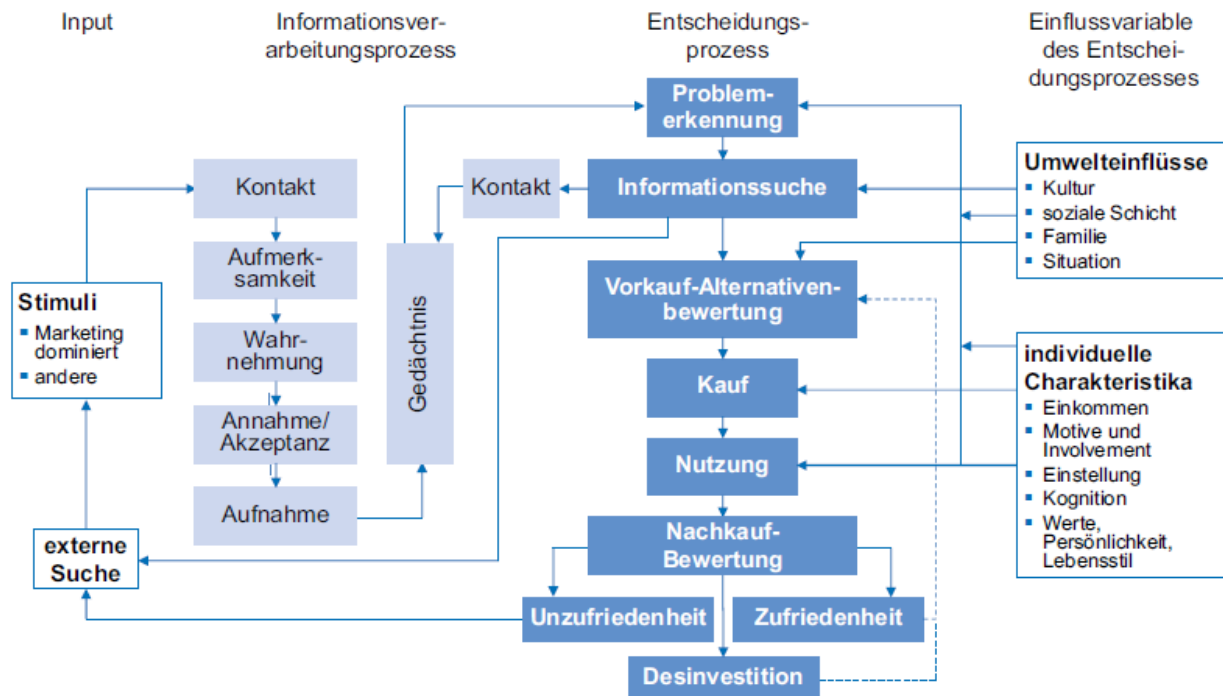 Input
Informationsver-
arbeitungsprozess
Entscheidungs-
prozess
Einflussvariable
des Entschei-
dungsprozesses
Stimuli
▪ Marketing
dominiert
▪ andere
externe
Suche
Kontakt
Aufmerk-
samkeit
Wahr-
nehmung
Annahme/
Akzeptanz
Aufnahme
Kontakt
Gedächtnis
Problem-
erkennung
Informationssuche
Vorkauf-Alternativen-
bewertung
Kauf
Nutzung
Nachkauf-
Bewertung
Unzufriedenheit
Zufriedenheit
Desinvestition
Umwelteinflüsse
▪ Kultur
▪ soziale Schicht
▪ Familie
▪ Situation
individuelle
Charakteristika
▪ Einkommen
▪ Motive und
Involvement
▪ Einstellung
▪ Kognition
▪ Werte,
Persönlichkeit,
Lebensstil